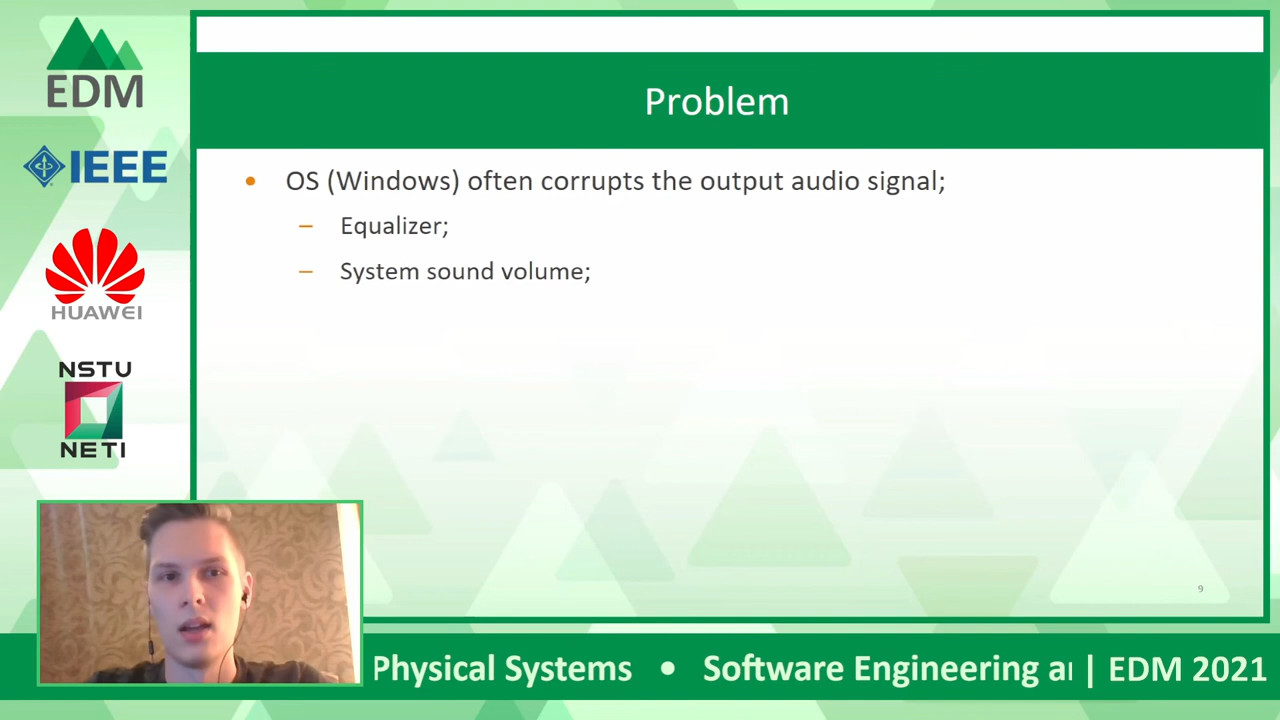 EDM
IEEE
HUAWEI
NSTU
NETI
Problem
• OS (Windows) often corrupts the output audio signal;
– Equalizer;
– System sound volume;
9
Physical Systems • Software Engineering aı | EDM 2021